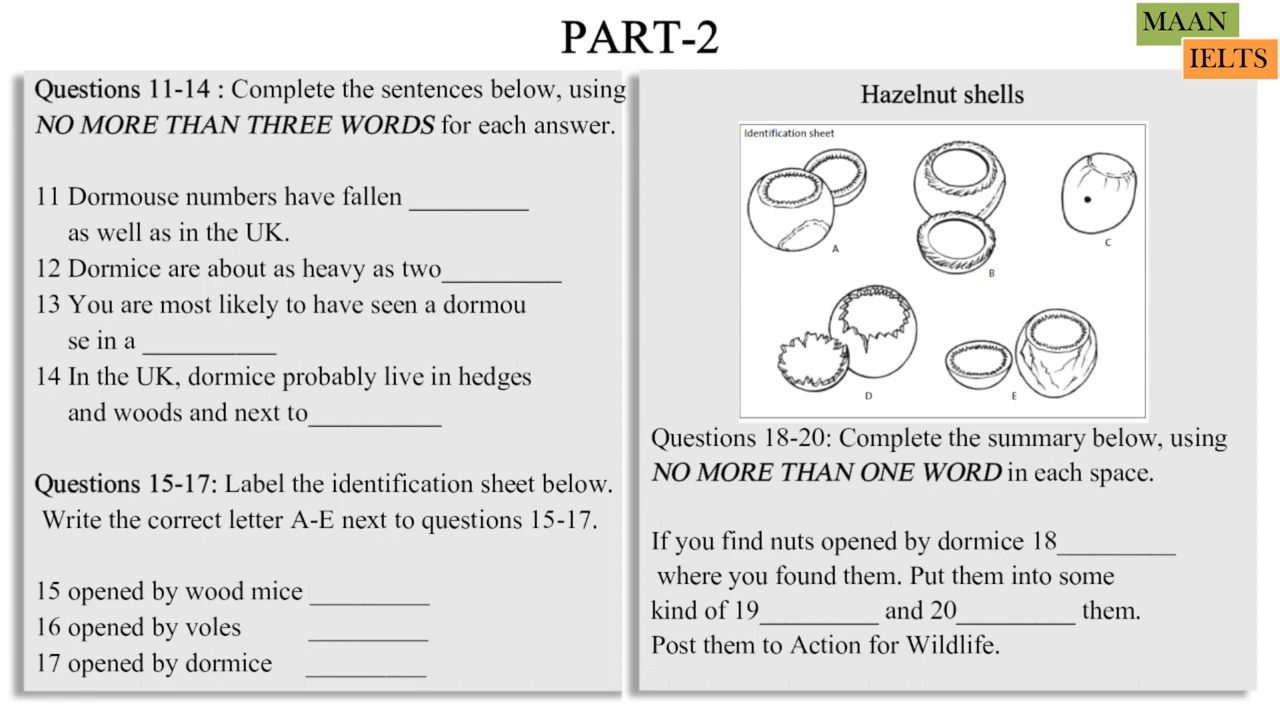 PART-2
MAAN
IELTS
Questions 11-14 : Complete the sentences below, using
NO MORE THAN THREE WORDS for each answer.
11 Dormouse numbers have fallen _________
as well as in the UK.
12 Dormice are about as heavy as two_________
13 You are most likely to have seen a dormou
se in a __________
14 In the UK, dormice probably live in hedges
and woods and next to__________
Questions 15-17: Label the identification sheet below.
Write the correct letter A-E next to questions 15-17.
15 opened by wood mice _________
16 opened by voles _________
17 opened by dormice _________
Hazelnut shells
Identification sheet
A
B
C
D
E
Questions 18-20: Complete the summary below, using
NO MORE THAN ONE WORD in each space.
If you find nuts opened by dormice 18_________
where you found them. Put them into some
kind of 19_________ and 20_________ them.
Post them to Action for Wildlife.